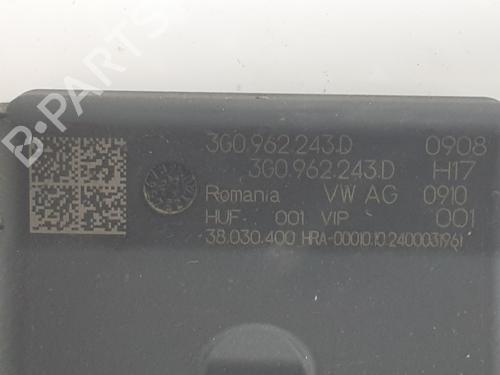 3G0.962.243.D 0908
3G0.962.243.D H17
Romania VW AG 0910
HUF 001 VIP 001
38.030.400 HRA-00010.10.2400031961
B-PARTS